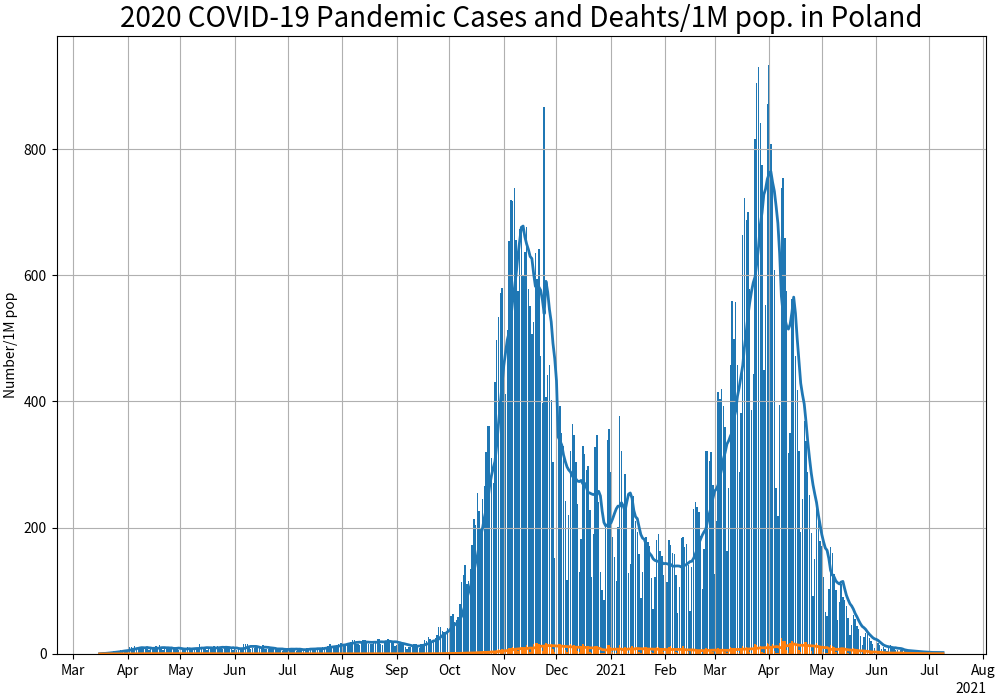 2020 COVID-19 Pandemic Cases and Deahts/1M pop. in Poland
Number/1M pop
800
600
400
200
0
Mar Apr May Jun Jul Aug Sep Oct Nov Dec 2021 Feb Mar Apr May Jun Jul Aug
2021